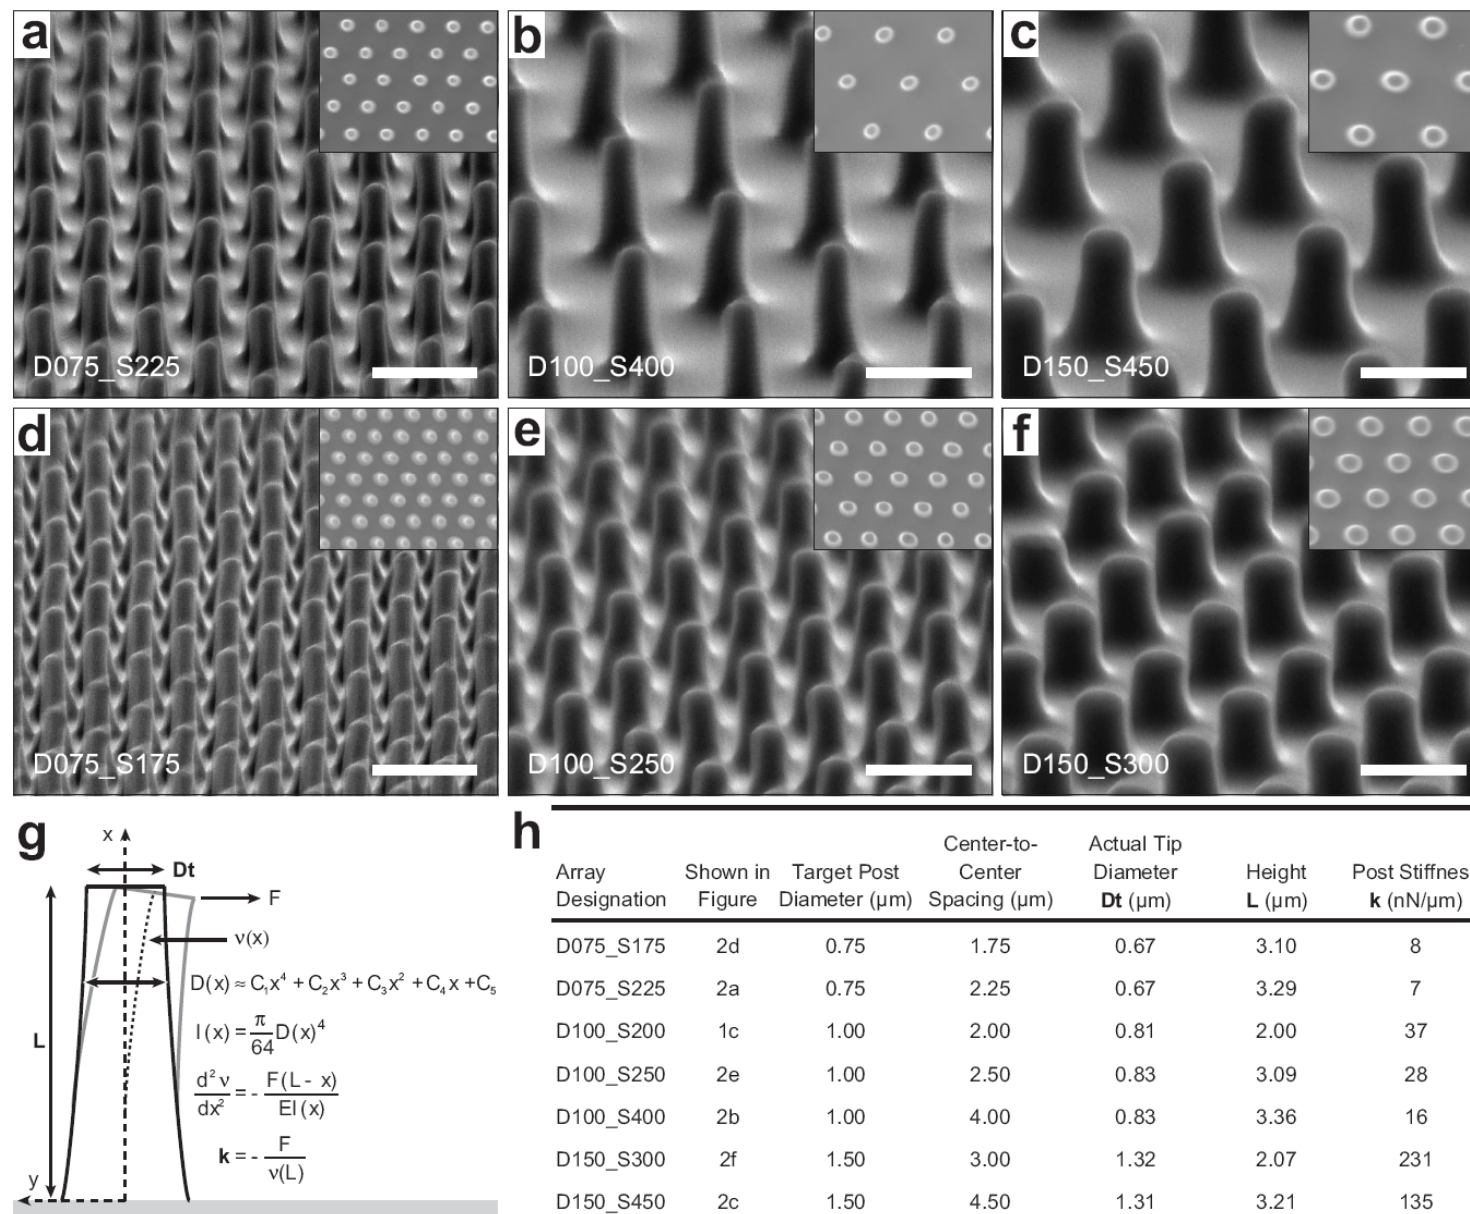 a
b
c
D075_S225
D100_S400
D150_S450
d
e
f
D075_S175
D100_S250
D150_S300
g
x
Dt
F
ν(x)
D(x) ≈ C₁x⁴ + C₂x³ + C₃x² + C₄x + C₅
I(x) = π/64 D(x)⁴
L
d²ν/dx² = - F(L - x)/EI(x)
k = - F/ν(L)
y
h
Array Designation Shown in Figure Target Post Diameter (µm) Center-to-Center Spacing (µm) Actual Tip Diameter Dt (µm) Height L (µm) Post Stiffnes k (nN/µm)
D075_S175 2d 0.75 1.75 0.67 3.10 8
D075_S225 2a 0.75 2.25 0.67 3.29 7
D100_S200 1c 1.00 2.00 0.81 2.00 37
D100_S250 2e 1.00 2.50 0.83 3.09 28
D100_S400 2b 1.00 4.00 0.83 3.36 16
D150_S300 2f 1.50 3.00 1.32 2.07 231
D150_S450 2c 1.50 4.50 1.31 3.21 135